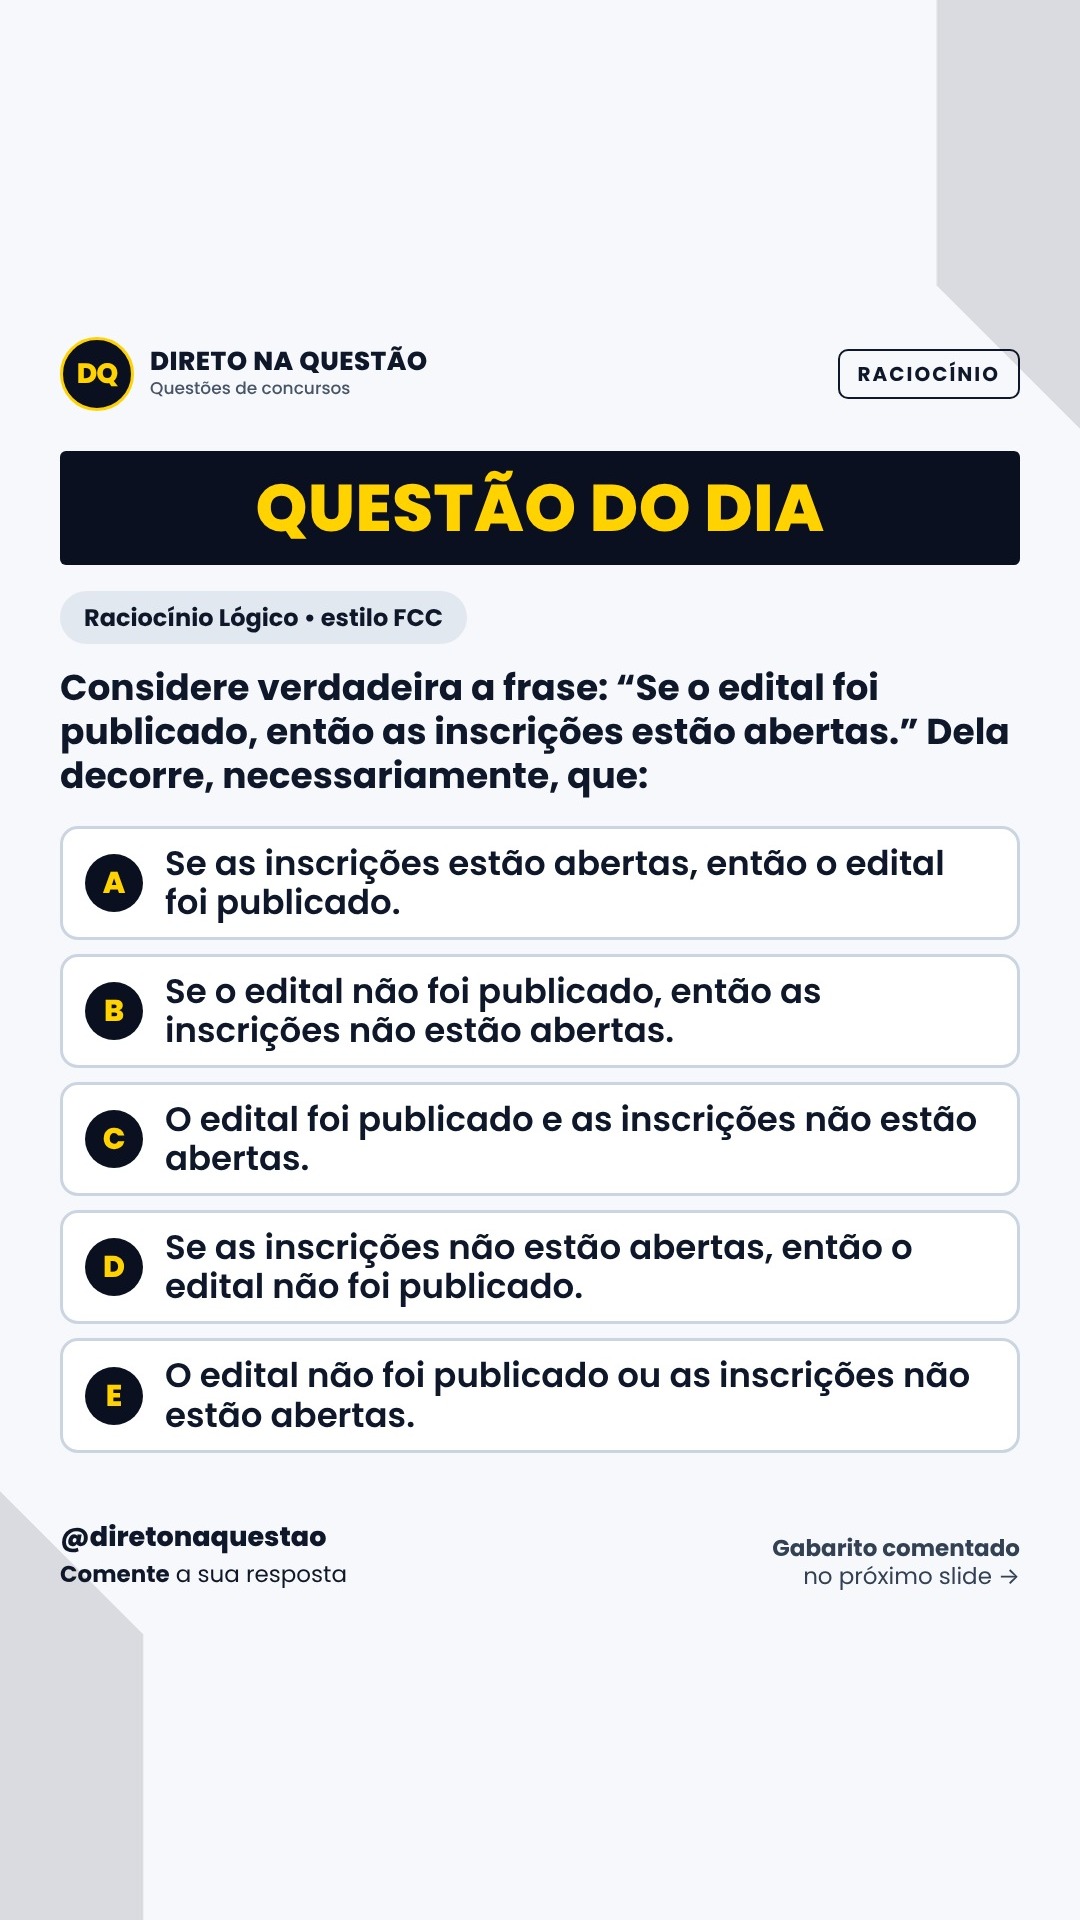 DQ
DIRETO NA QUESTÃO
Questões de concursos
RACIOCÍNIO
QUESTÃO DO DIA
Raciocínio Lógico • estilo FCC
Considere verdadeira a frase: “Se o edital foi
publicado, então as inscrições estão abertas.” Dela
decorre, necessariamente, que:
A
Se as inscrições estão abertas, então o edital
foi publicado.
B
Se o edital não foi publicado, então as
inscrições não estão abertas.
C
O edital foi publicado e as inscrições não estão
abertas.
D
Se as inscrições não estão abertas, então o
edital não foi publicado.
E
O edital não foi publicado ou as inscrições não
estão abertas.
@diretonaquestao
Comente a sua resposta
Gabarito comentado
no próximo slide →